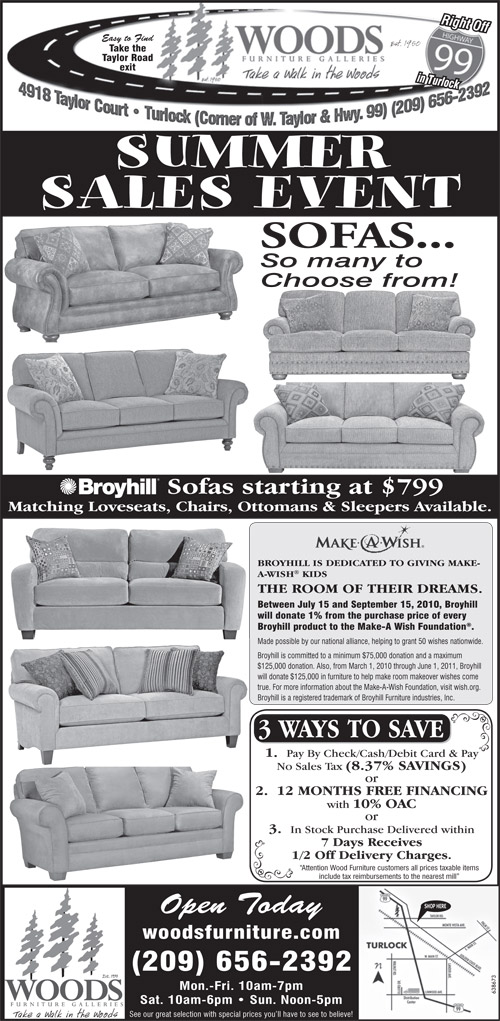 Easy to Find
Take the
Taylor Road
exit
est. 1900
WOODS
est. 1900
FURNITURE GALLERIES
Take a Walk in the Woods
Right Off
HIGHWAY
99
in Turlock
4918 Taylor Court • Turlock (Corner of W. Taylor & Hwy. 99) (209) 656-2392
SUMMER
SALES EVENT
SOFAS...
So many to
Choose from!
Broyhill® Sofas starting at $799
Matching Loveseats, Chairs, Ottomans & Sleepers Available.
MAKE-A-WISH®
BROYHILL IS DEDICATED TO GIVING MAKE-
A-WISH® KIDS
THE ROOM OF THEIR DREAMS.
Between July 15 and September 15, 2010, Broyhill
will donate 1% from the purchase price of every
Broyhill product to the Make-A Wish Foundation®.
Made possible by our national alliance, helping to grant 50 wishes nationwide.
Broyhill is committed to a minimum $75,000 donation and a maximum
$125,000 donation. Also, from March 1, 2010 through June 1, 2011, Broyhill
will donate $125,000 in furniture to help make room makeover wishes come
true. For more information about the Make-A-Wish Foundation, visit wish.org.
Broyhill is a registered trademark of Broyhill Furniture industries, Inc.
3 WAYS TO SAVE
1. Pay By Check/Cash/Debit Card & Pay
No Sales Tax (8.37% SAVINGS)
or
2. 12 MONTHS FREE FINANCING
with 10% OAC
or
3. In Stock Purchase Delivered within
7 Days Receives
1/2 Off Delivery Charges.
"Attention Wood Furniture customers all prices taxable items
include tax reimbursements to the nearest mill"
WOODS
FURNITURE GALLERIES
Take a Walk in the Woods
Open Today
woodsfurniture.com
(209) 656-2392
Mon.-Fri. 10am-7pm
Sat. 10am-6pm • Sun. Noon-5pm
See our great selection with special prices you'll have to see to believe!
SHOP HERE
TAYLOR RD.
MONTE VISTA AVE.
TURLOCK
W. MAIN ST.
638673